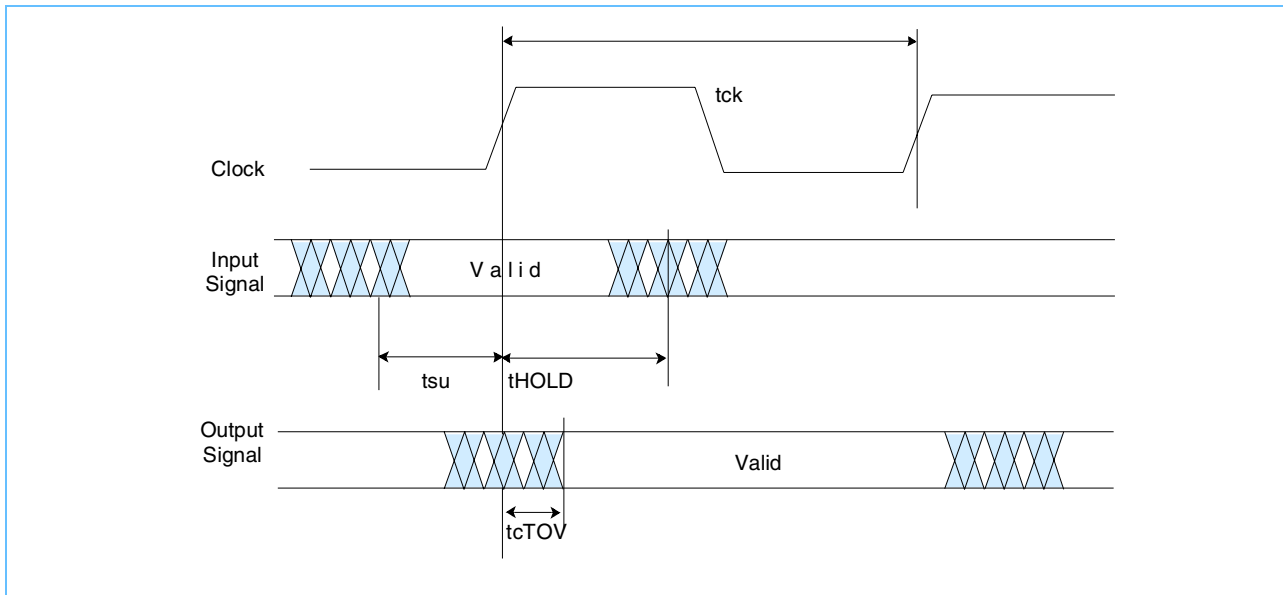 tck
Clock
Input
Signal
V a l i d
tsu
tHOLD
Output
Signal
Valid
tcTOV